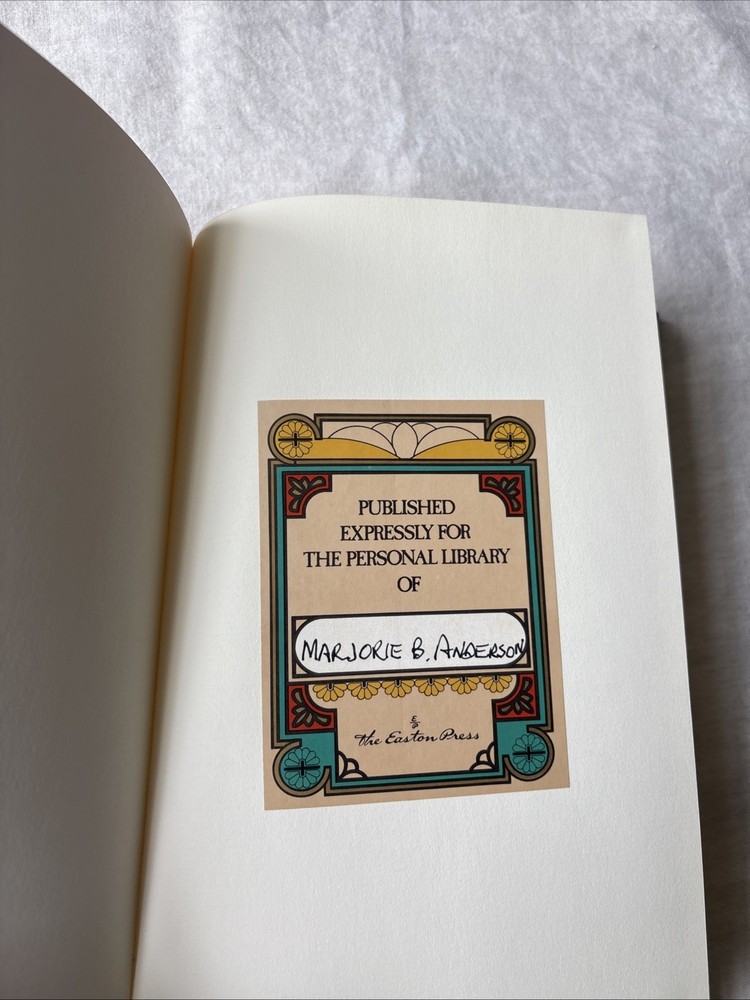 PUBLISHED
EXPRESSLY FOR
THE PERSONAL LIBRARY
OF
MARJORIE B. ANDERSON
E/P
The Easton Press